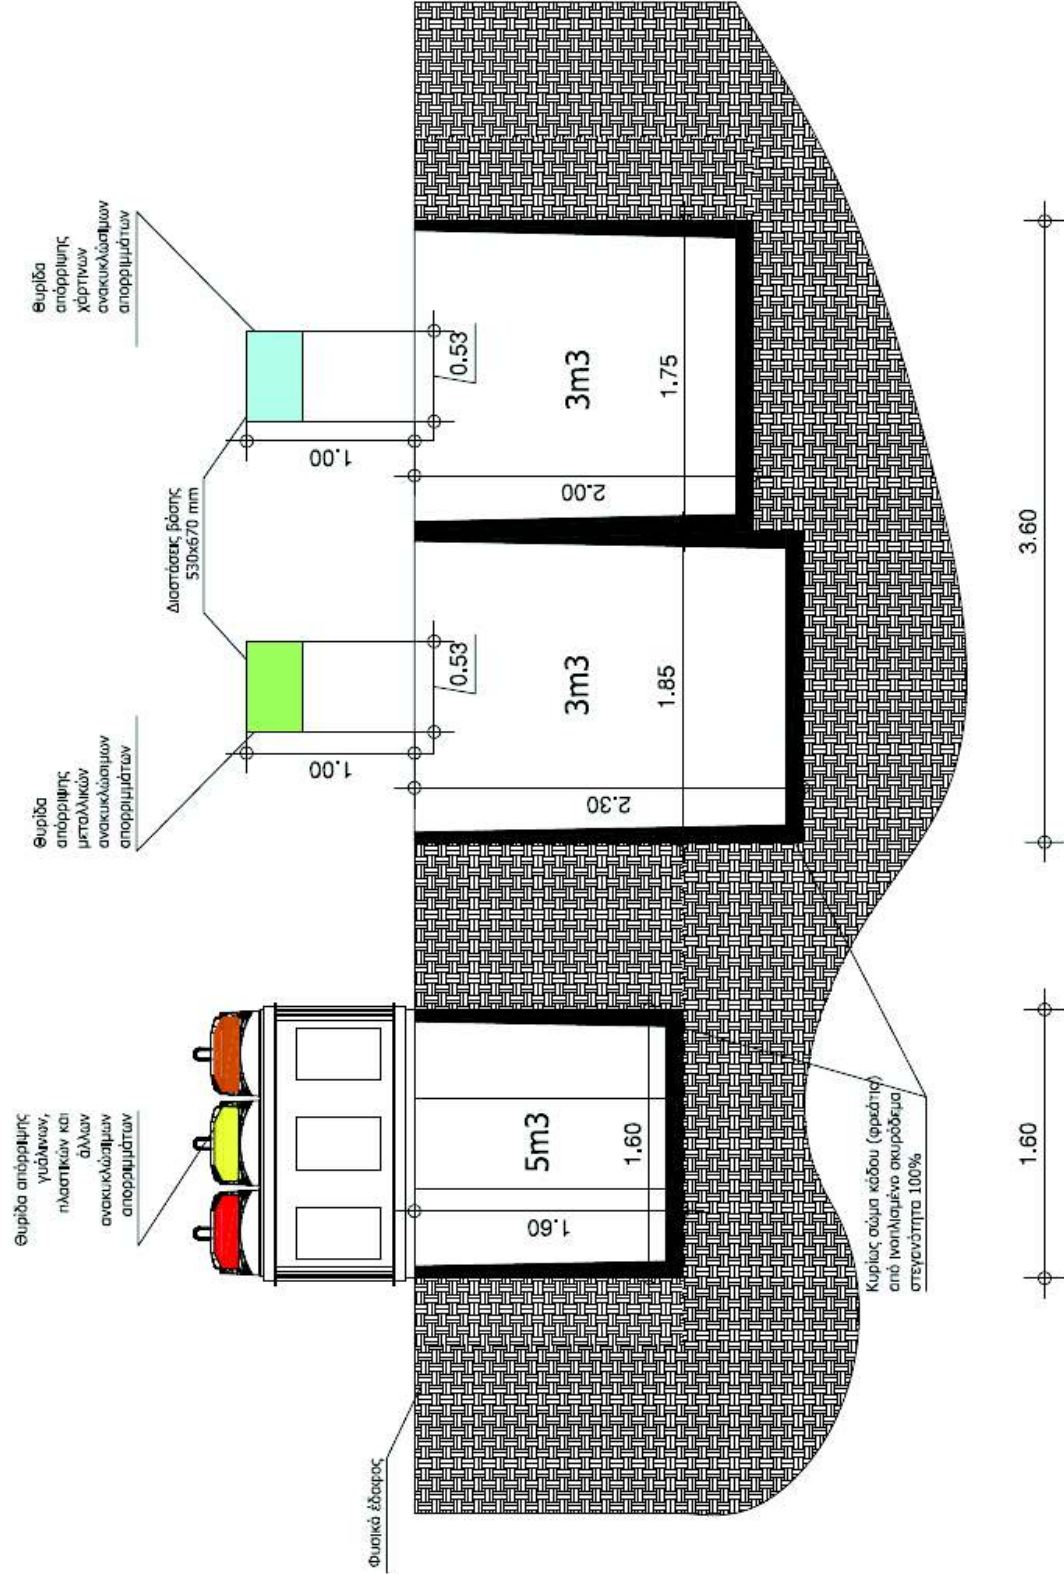 Θυρίδα απόρριψης
γυάλινων,
πλαστικών και
άλλων
ανακυκλώσιμων
απορριμμάτων
Θυρίδα
απόρριψης
μεταλλικών
ανακυκλώσιμων
απορριμμάτων
Διαστάσεις βάσης
530x670 mm
Θυρίδα
απόρριψης
χάρτινων
ανακυκλώσιμων
απορριμμάτων
1.00
1.00
Φυσικό έδαφος
0.53
0.53
5m3
3m3
3m3
1.60
2.30
2.00
1.60
1.85
1.75
Κυρίως σώμα κάδου (φρεάτιο)
από ινοπλισμένο σκυρόδεμα
στεγανότητα 100%
1.60
3.60